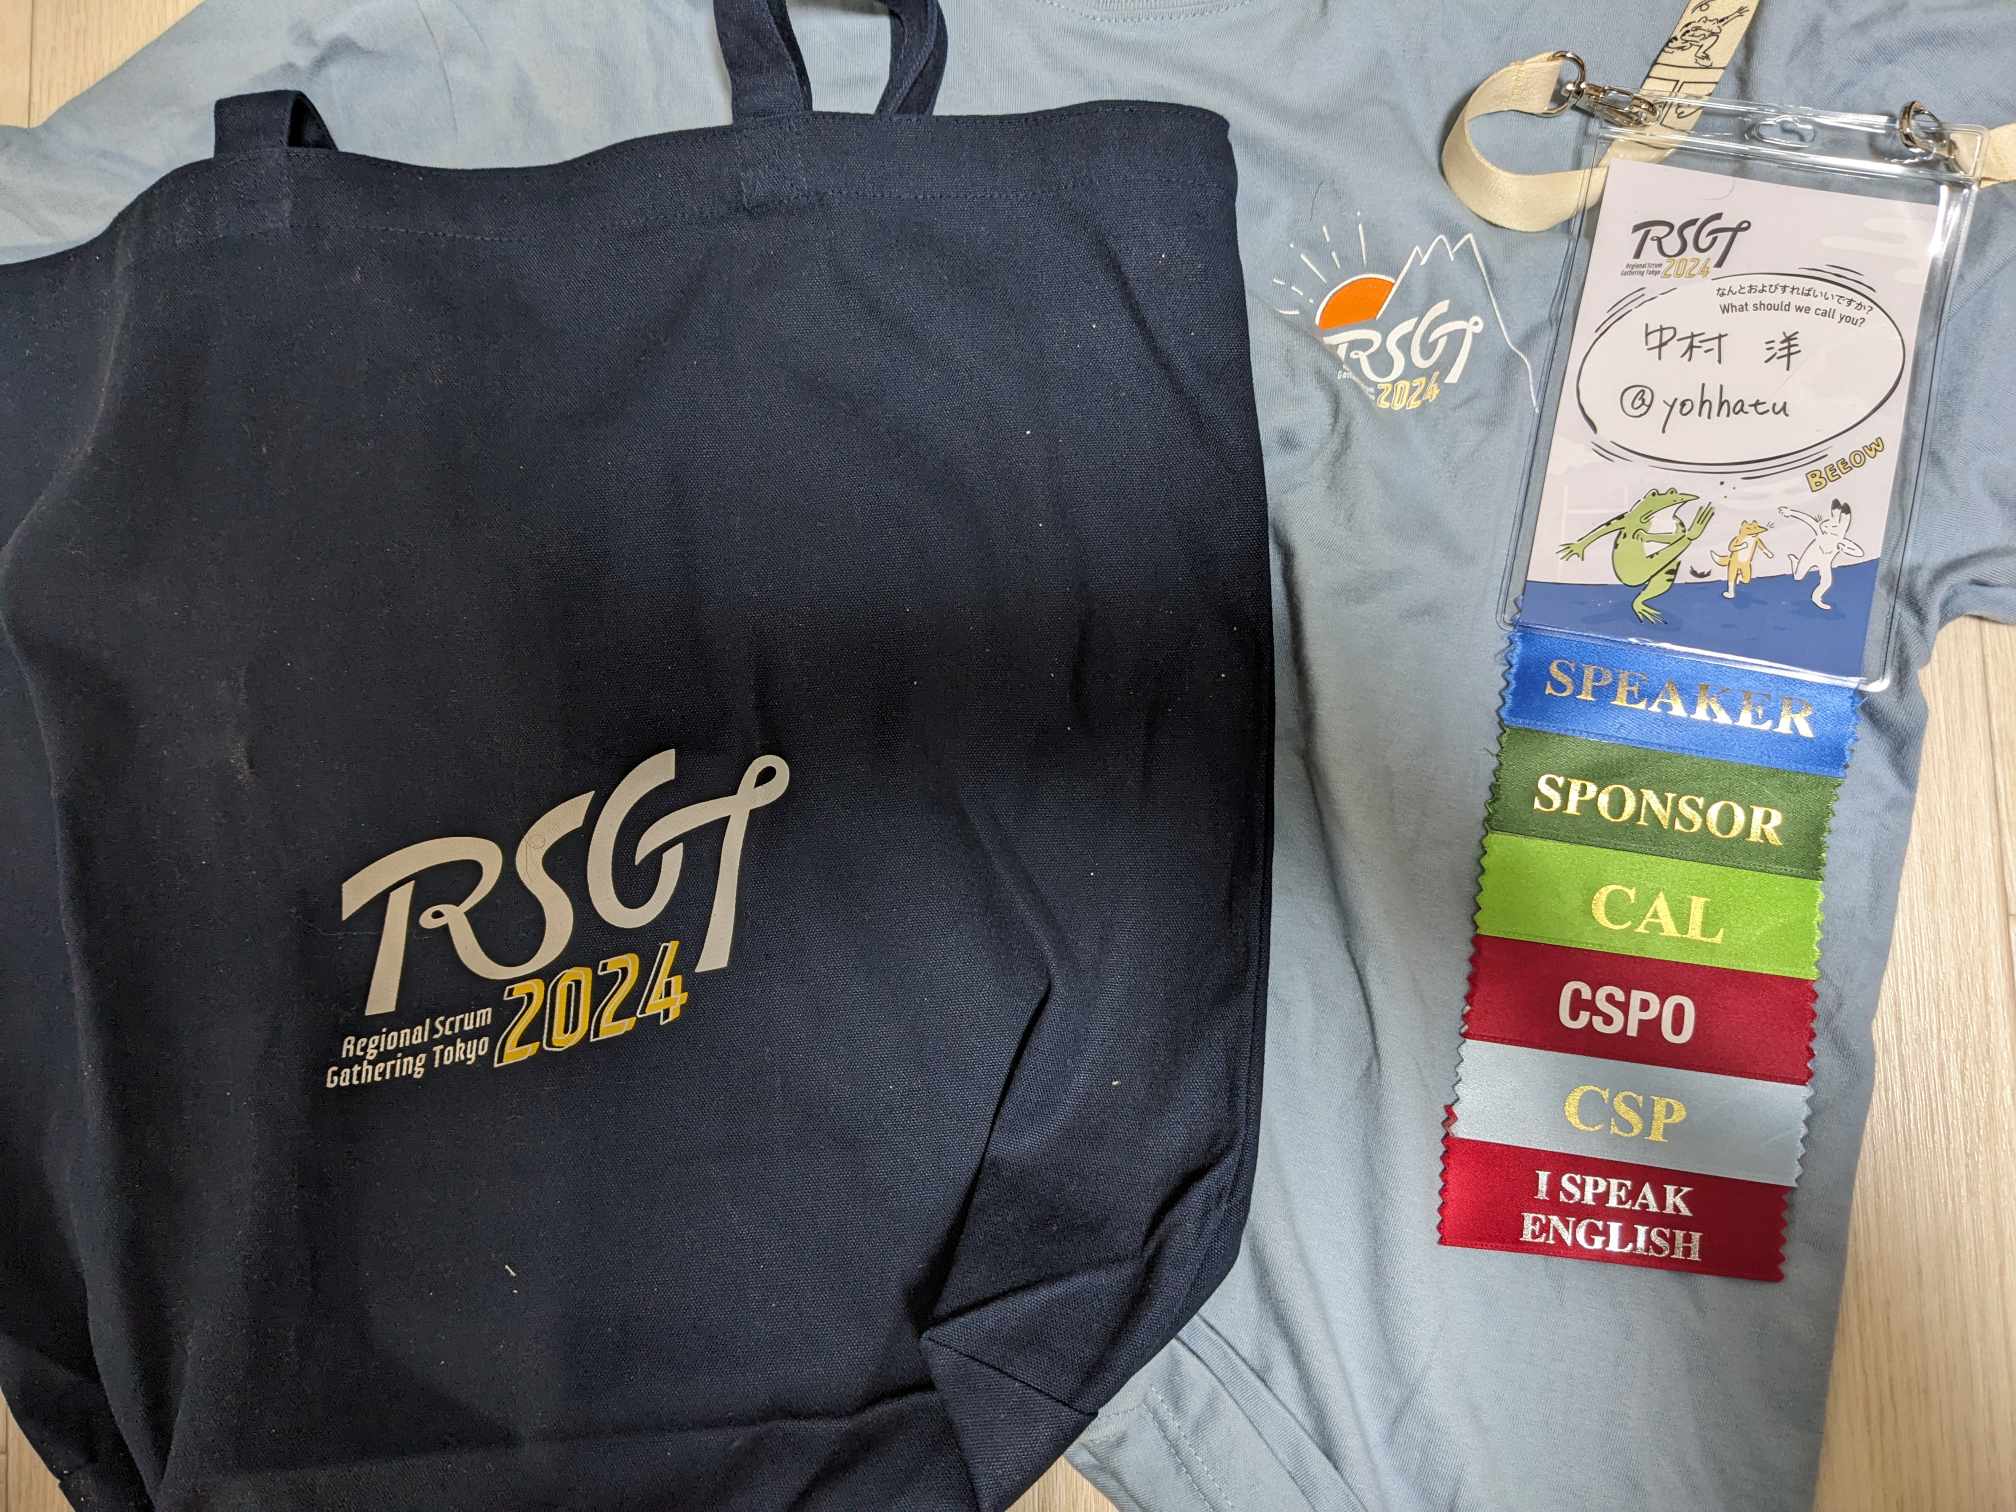 RSGT
Regional Scrum
Gathering Tokyo
2024
RSGT
2024
RSGT
Regional Scrum
Gathering Tokyo
2024
なんとおよびすればいいですか?
What should we call you?
中村 洋
@yohhatu
BEEOW
SPEAKER
SPONSOR
CAL
CSPO
CSP
I SPEAK
ENGLISH